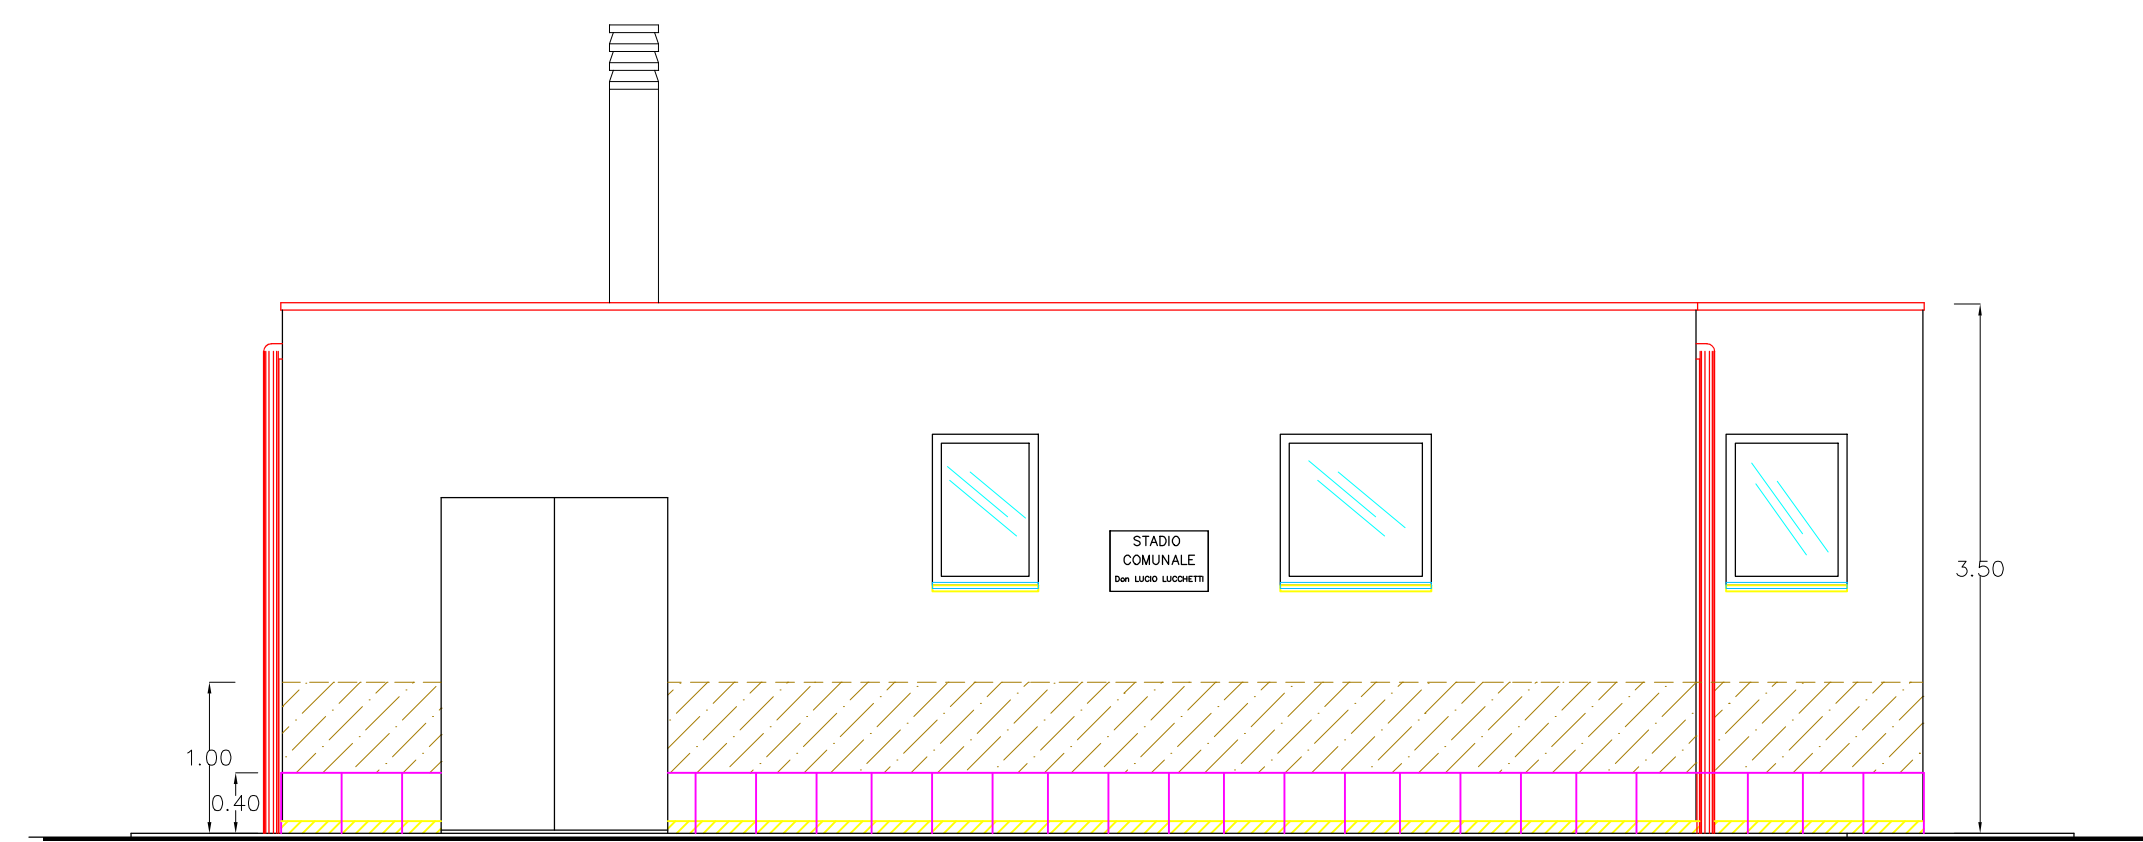 STADIO
COMUNALE
Don LUCIO LUCCHETTI
3.50
1.00
0.40